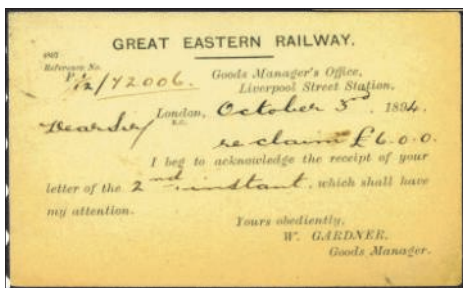 GREAT EASTERN RAILWAY.
Reference No.
P.1/2/72006.
Goods Manager's Office,
Liverpool Street Station,
London, October 3rd. 1894.
E.C.
Dear Sir
re claim £6.0.0.
I beg to acknowledge the receipt of your
letter of the 2nd instant, which shall have
my attention.
Yours obediently,
W. GARDNER,
Goods Manager.